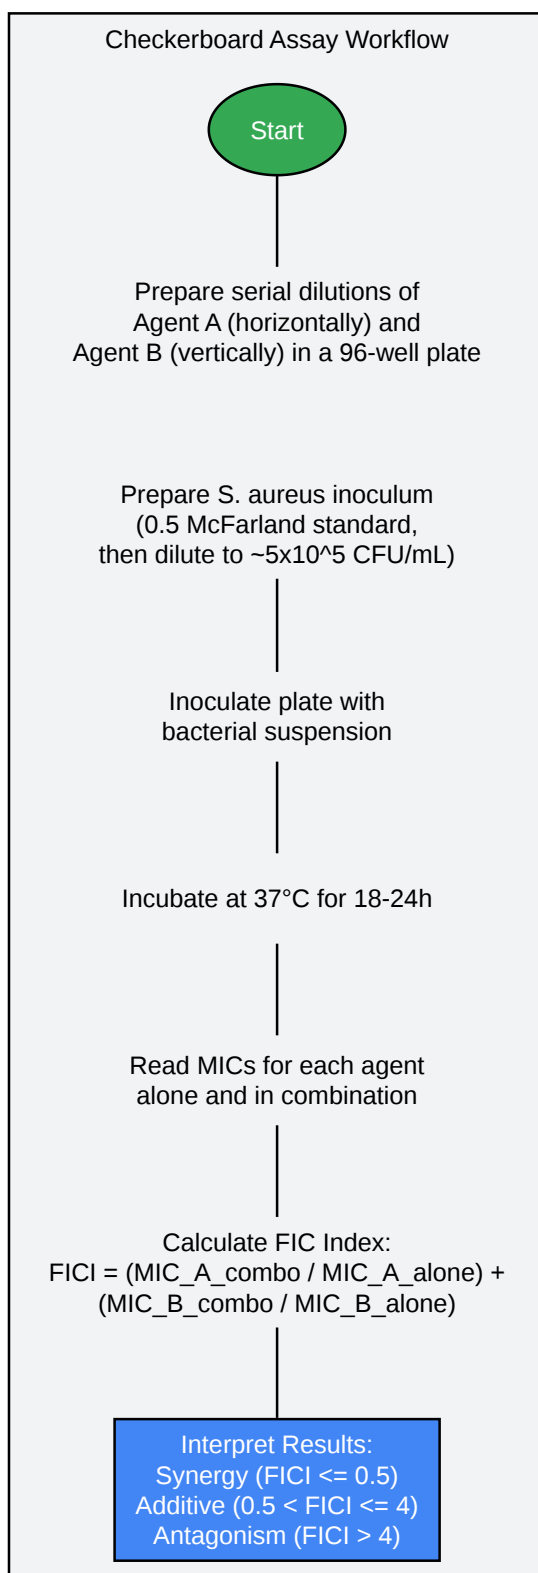 Checkerboard Assay Workflow
Start
Prepare serial dilutions of
Agent A (horizontally) and
Agent B (vertically) in a 96-well plate
Prepare S. aureus inoculum
(0.5 McFarland standard,
then dilute to ~5x10^5 CFU/mL)
Inoculate plate with
bacterial suspension
Incubate at 37°C for 18-24h
Read MICs for each agent
alone and in combination
Calculate FIC Index:
FICI = (MIC_A_combo / MIC_A_alone) +
(MIC_B_combo / MIC_B_alone)
Interpret Results:
Synergy (FICI <= 0.5)
Additive (0.5 < FICI <= 4)
Antagonism (FICI > 4)